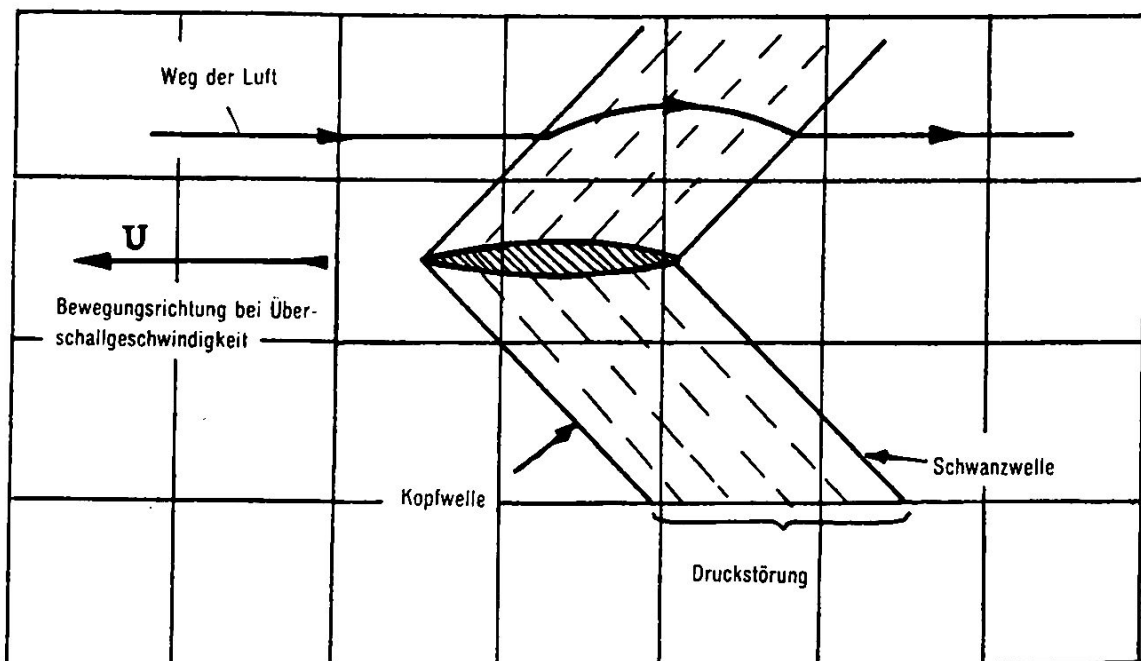 Weg der Luft
U
Bewegungsrichtung bei Über-
schallgeschwindigkeit
Kopfwelle
Schwanzwelle
Druckstörung